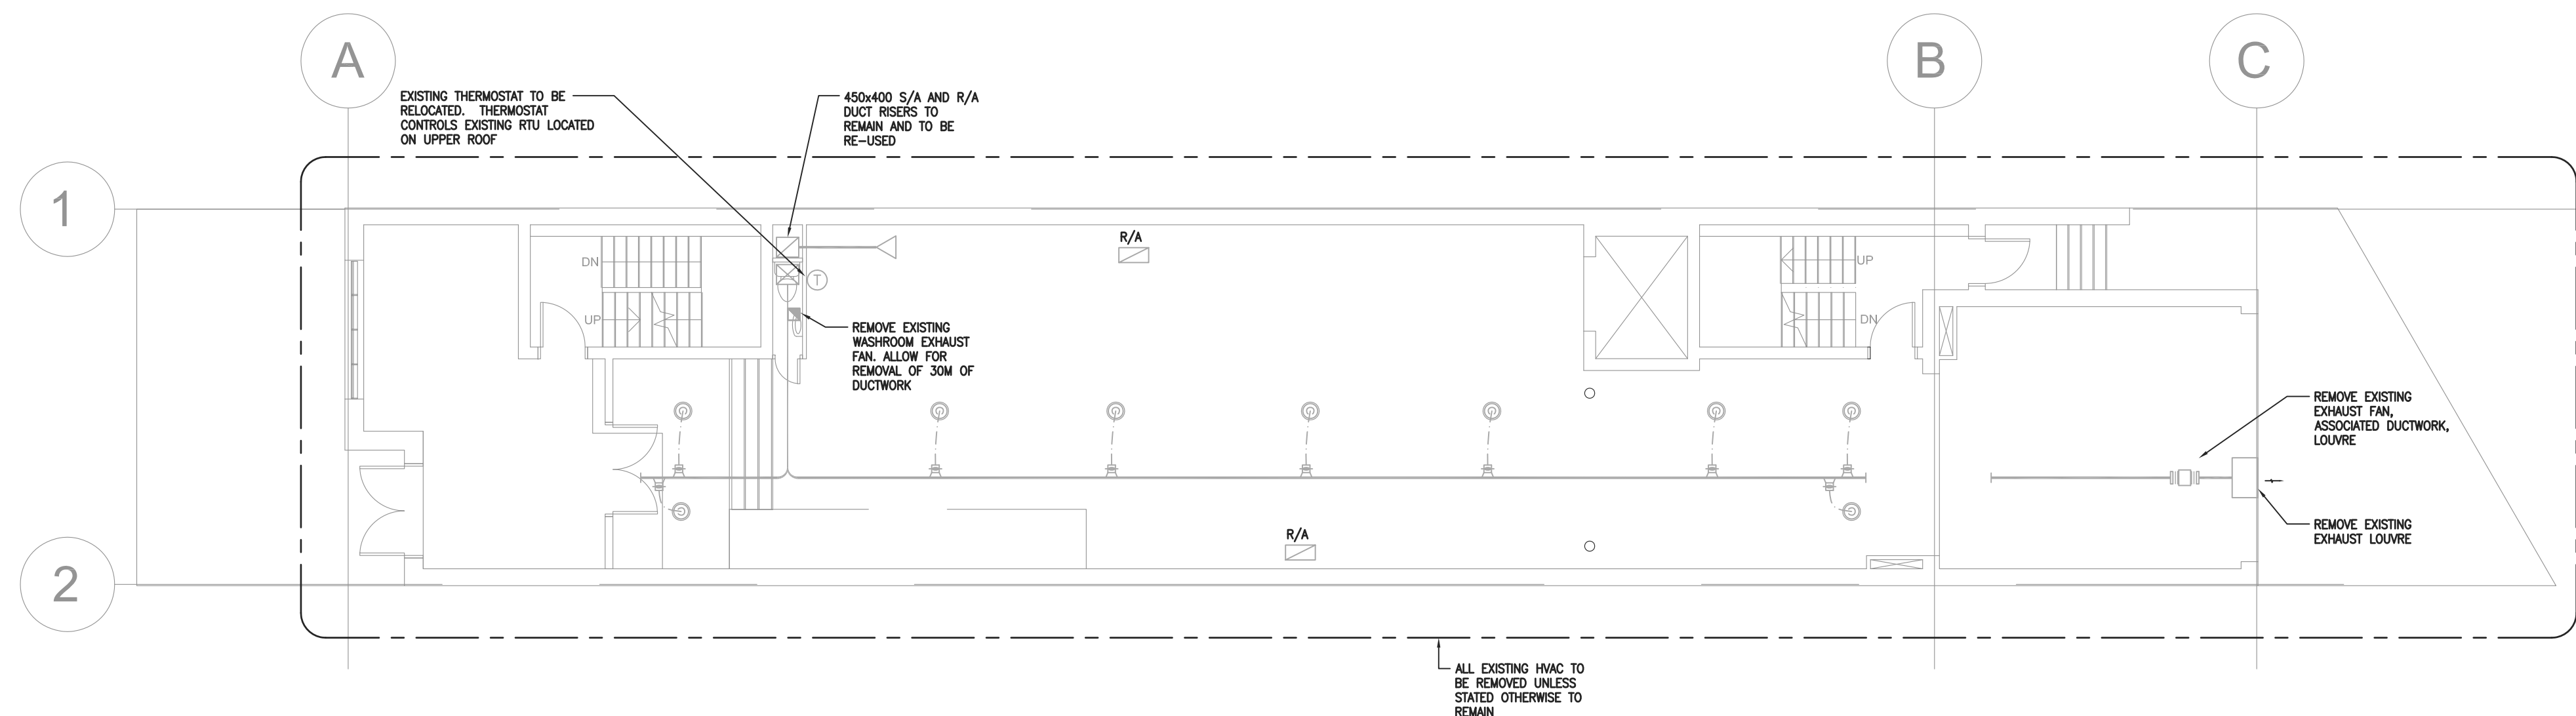 A
B
C
EXISTING THERMOSTAT TO BE
RELOCATED. THERMOSTAT
CONTROLS EXISTING RTU LOCATED
ON UPPER ROOF
450x400 S/A AND R/A
DUCT RISERS TO
REMAIN AND TO BE
RE-USED
1
R/A
DN
UP
T
UP
DN
REMOVE EXISTING
WASHROOM EXHAUST
FAN. ALLOW FOR
REMOVAL OF 30M OF
DUCTWORK
REMOVE EXISTING
EXHAUST FAN,
ASSOCIATED DUCTWORK,
LOUVRE
R/A
REMOVE EXISTING
EXHAUST LOUVRE
2
ALL EXISTING HVAC TO
BE REMOVED UNLESS
STATED OTHERWISE TO
REMAIN